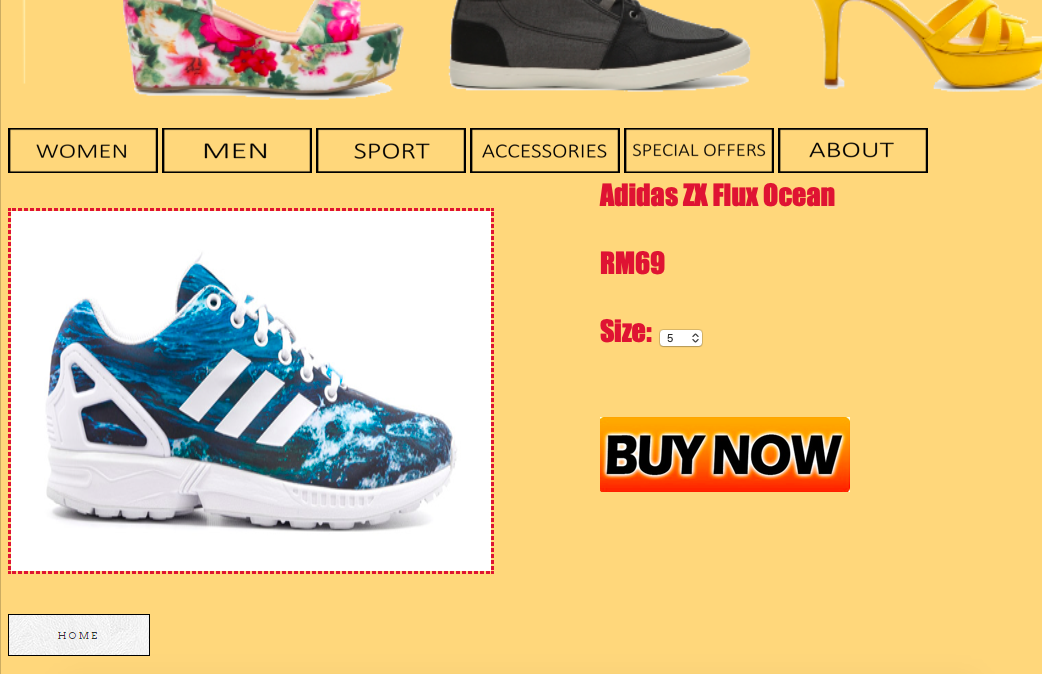 WOMEN MEN SPORT ACCESSORIES SPECIAL OFFERS ABOUT
Adidas ZX Flux Ocean
RM69
Size: 5
BUY NOW
HOME